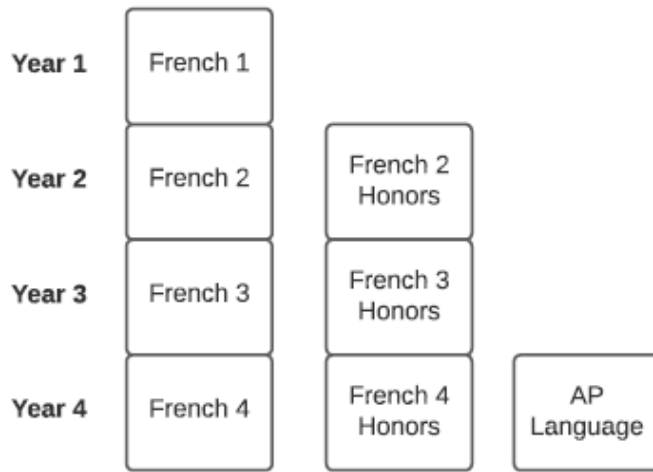 Year 1
French 1
Year 2
French 2
French 2
Honors
Year 3
French 3
French 3
Honors
Year 4
French 4
French 4
Honors
AP
Language